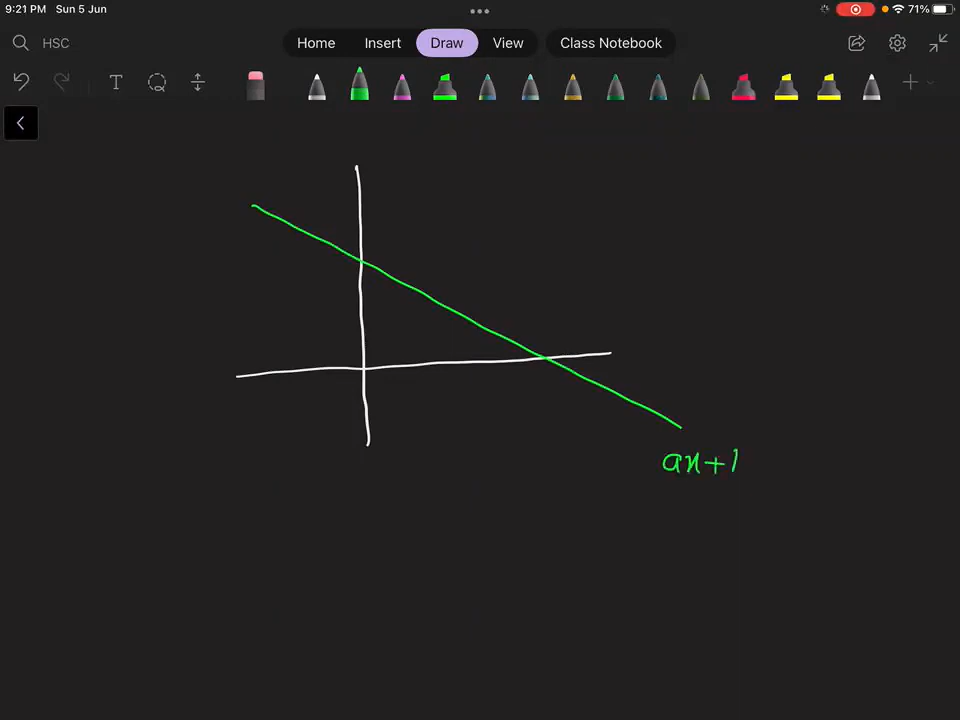 9:21 PM Sun 5 Jun
71%
HSC
Home Insert Draw View Class Notebook
T
ax+1